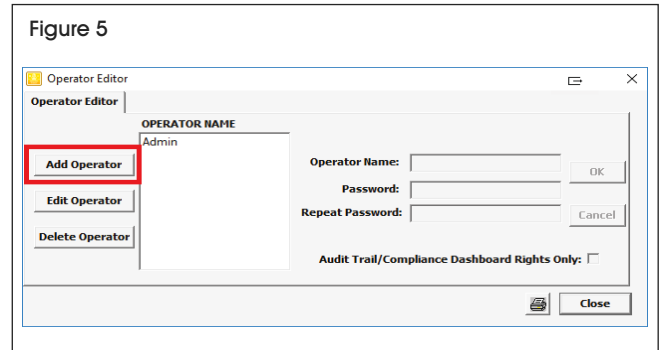 Figure 5
Operator Editor
Operator Editor
OPERATOR NAME
Admin
Add Operator
Edit Operator
Delete Operator
Operator Name:
OK
Password:
Repeat Password:
Cancel
Audit Trail/Compliance Dashboard Rights Only:
Close